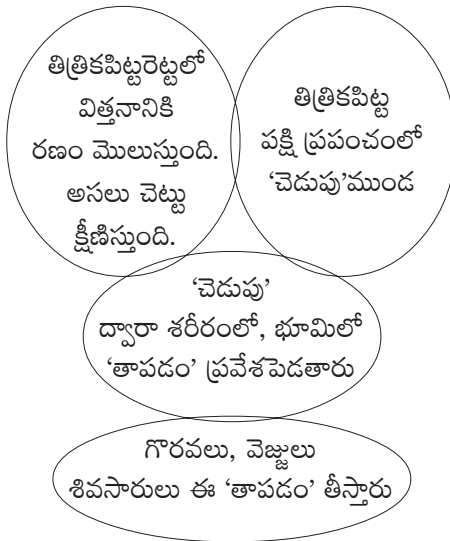 తిత్రికపిట్టరెట్టలో
విత్తనానికి
రణం మొలుస్తుంది.
అసలు చెట్టు
క్షీణిస్తుంది.
తిత్రికపిట్ట
పక్షి ప్రపంచంలో
‘చెడుపు’ముండ
‘చెడుపు’
ద్వారా శరీరంలో, భూమిలో
‘తాపడం’ ప్రవేశపెడతారు
గొరవలు, వెజ్జులు
శివసారులు ఈ ‘తాపడం’ తీస్తారు